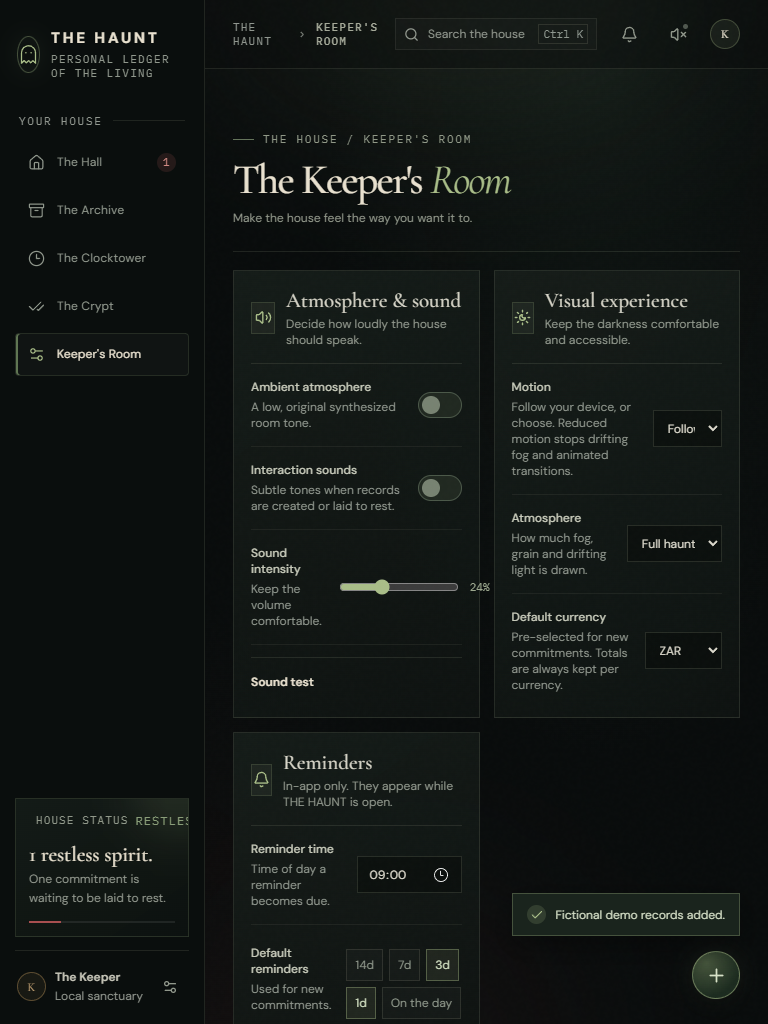 THE HAUNT
PERSONAL LEDGER
OF THE LIVING
YOUR HOUSE
The Hall
1
The Archive
The Clocktower
The Crypt
Keeper's Room
HOUSE STATUS RESTLES
1 restless spirit.
One commitment is
waiting to be laid to rest.
K
The Keeper
Local sanctuary
THE
HAUNT
›
KEEPER'S
ROOM
Search the house
Ctrl K
K
THE HOUSE / KEEPER'S ROOM
The Keeper's Room
Make the house feel the way you want it to.
Atmosphere & sound
Decide how loudly the house
should speak.
Ambient atmosphere
A low, original synthesized
room tone.
Interaction sounds
Subtle tones when records
are created or laid to rest.
Sound
intensity
Keep the
volume
comfortable.
24%
Sound test
Visual experience
Keep the darkness comfortable
and accessible.
Motion
Follow your device, or
choose. Reduced
motion stops drifting
fog and animated
transitions.
Follo
Atmosphere
How much fog,
grain and drifting
light is drawn.
Full haunt
Default currency
Pre-selected for new
commitments. Totals
are always kept per
currency.
ZAR
Reminders
In-app only. They appear while
THE HAUNT is open.
Reminder time
Time of day a
reminder
becomes due.
09:00
Default
reminders
Used for new
commitments.
14d
7d
3d
1d
On the day
Fictional demo records added.
+